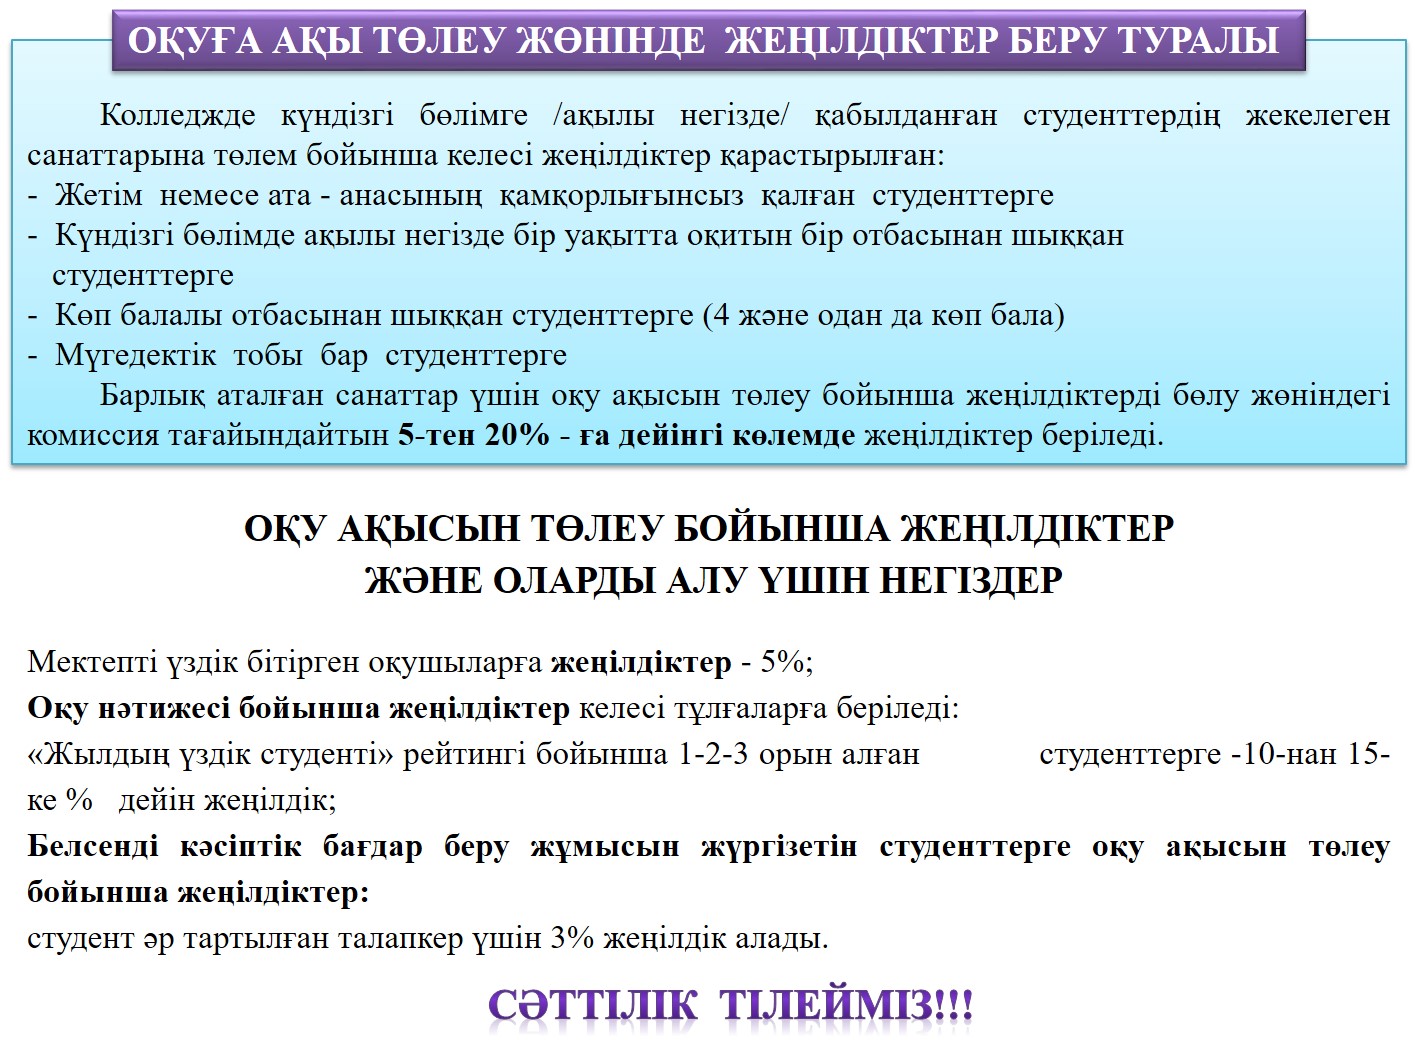 ОҚУҒА АҚЫ ТӨЛЕУ ЖӨНІНДЕ ЖЕҢІЛДІКТЕР БЕРУ ТУРАЛЫ
Колледжде күндізгі бөлімге /ақылы негізде/ қабылданған студенттердің жекелеген
санаттарына төлем бойынша келесі жеңілдіктер қарастырылған:
- Жетім немесе ата - анасының қамқорлығынсыз қалған студенттерге
- Күндізгі бөлімде ақылы негізде бір уақытта оқитын бір отбасынан шыққан
студенттерге
- Көп балалы отбасынан шыққан студенттерге (4 және одан да көп бала)
- Мүгедектік тобы бар студенттерге
Барлық аталған санаттар үшін оқу ақысын төлеу бойынша жеңілдіктерді бөлу жөніндегі
комиссия тағайындайтын 5-тен 20% - ға дейінгі көлемде жеңілдіктер беріледі.
ОҚУ АҚЫСЫН ТӨЛЕУ БОЙЫНША ЖЕҢІЛДІКТЕР
ЖӘНЕ ОЛАРДЫ АЛУ ҮШІН НЕГІЗДЕР
Мектепті үздік бітірген оқушыларға жеңілдіктер - 5%;
Оқу нәтижесі бойынша жеңілдіктер келесі тұлғаларға беріледі:
«Жылдың үздік студенті» рейтингі бойынша 1-2-3 орын алған студенттерге -10-нан 15-
ке % дейін жеңілдік;
Белсенді кәсіптік бағдар беру жұмысын жүргізетін студенттерге оқу ақысын төлеу
бойынша жеңілдіктер:
студент әр тартылған талапкер үшін 3% жеңілдік алады.
СӘТТІЛІК ТІЛЕЙМІЗ!!!